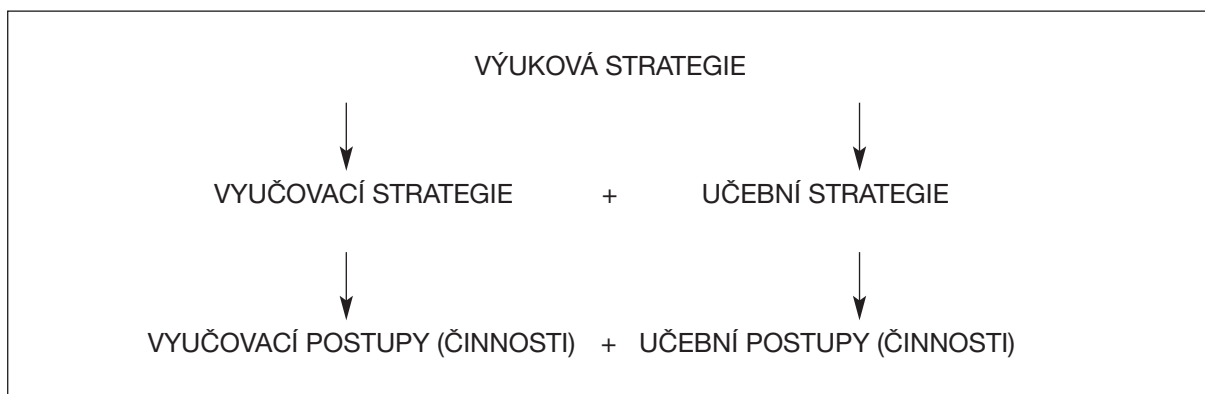 VÝUKOVÁ STRATEGIE
VYUČOVACÍ STRATEGIE + UČEBNÍ STRATEGIE
VYUČOVACÍ POSTUPY (ČINNOSTI) + UČEBNÍ POSTUPY (ČINNOSTI)